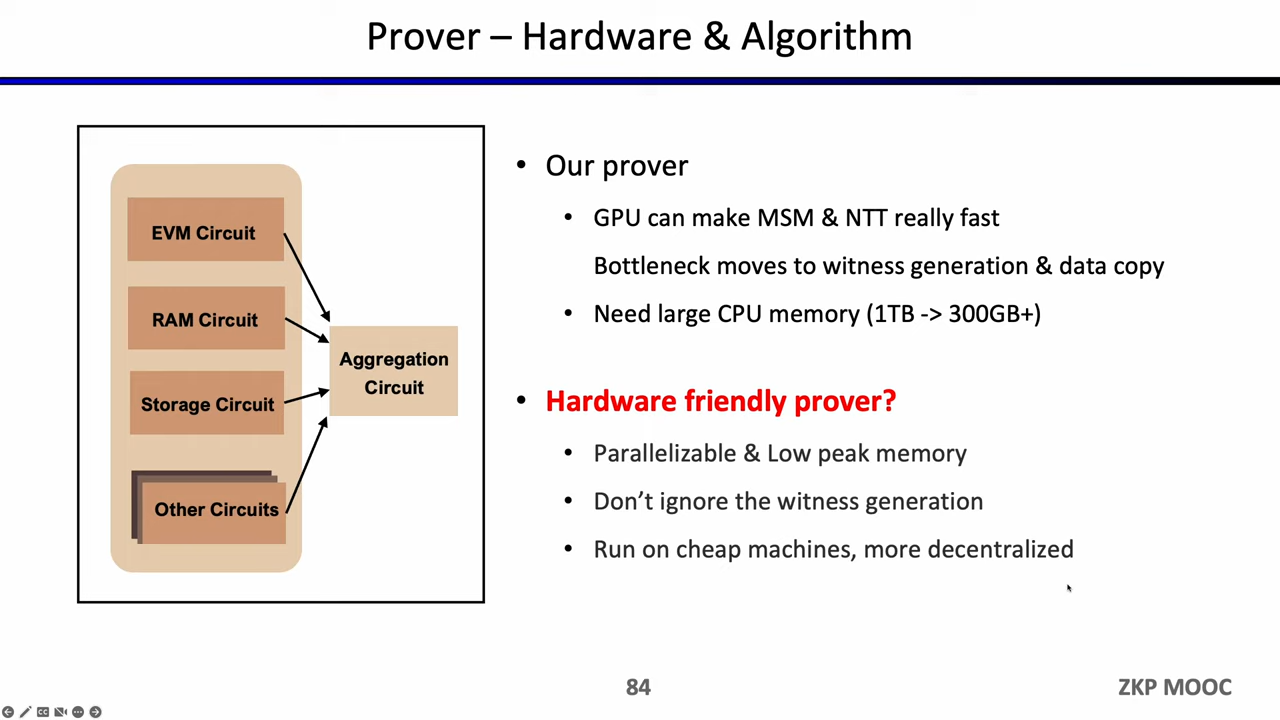 Prover – Hardware & Algorithm
EVM Circuit
RAM Circuit
Storage Circuit
Other Circuits
Aggregation
Circuit
• Our prover
• GPU can make MSM & NTT really fast
Bottleneck moves to witness generation & data copy
• Need large CPU memory (1TB -> 300GB+)
• Hardware friendly prover?
• Parallelizable & Low peak memory
• Don’t ignore the witness generation
• Run on cheap machines, more decentralized
84
ZKP MOOC